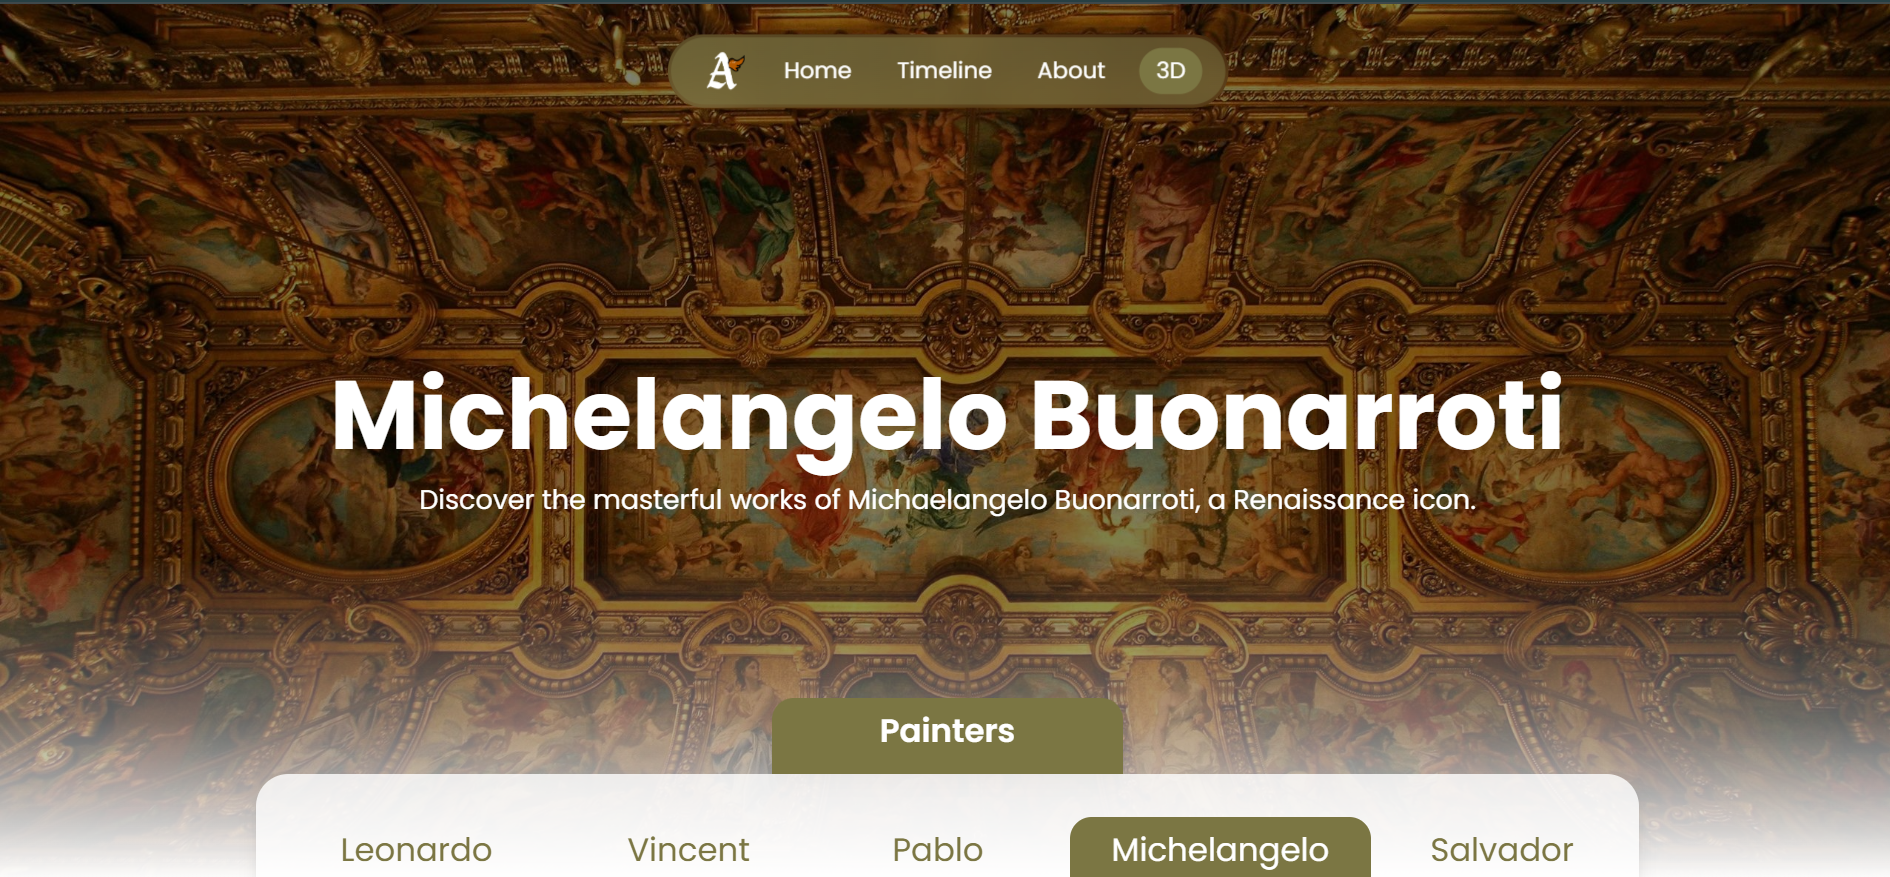 A Home Timeline About 3D
Michelangelo Buonarroti
Discover the masterful works of Michaelangelo Buonarroti, a Renaissance icon.
Painters
Leonardo Vincent Pablo Michelangelo Salvador